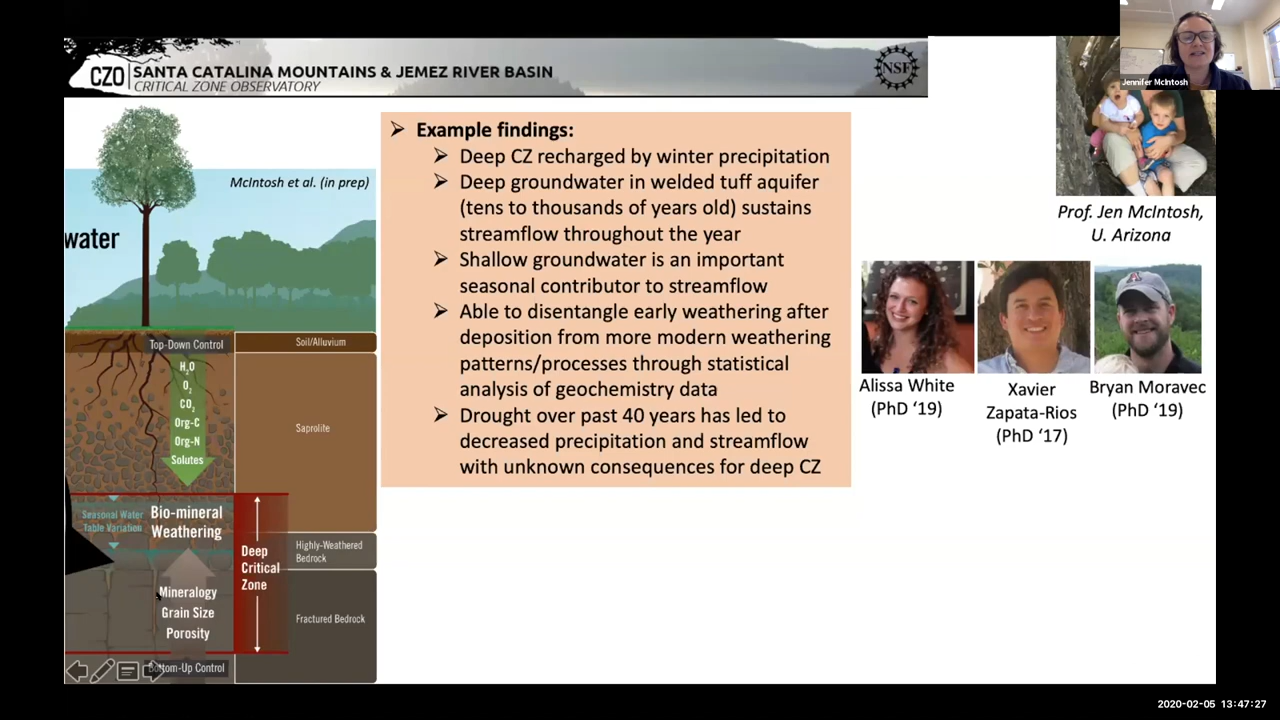 CZO
SANTA CATALINA MOUNTAINS & JEMEZ RIVER BASIN
CRITICAL ZONE OBSERVATORY
NSF
Jennifer McIntosh
McIntosh et al. (in prep)
water
Top-Down Control
H2O
O2
CO2
Org-C
Org-N
Solutes
Soil/Alluvium
Saprolite
Seasonal Water
Table Variation
Bio-mineral
Weathering
Deep
Critical
Zone
Highly-Weathered
Bedrock
Mineralogy
Grain Size
Porosity
Fractured Bedrock
Bottom-Up Control
➢ Example findings:
➢ Deep CZ recharged by winter precipitation
➢ Deep groundwater in welded tuff aquifer
(tens to thousands of years old) sustains
streamflow throughout the year
➢ Shallow groundwater is an important
seasonal contributor to streamflow
➢ Able to disentangle early weathering after
deposition from more modern weathering
patterns/processes through statistical
analysis of geochemistry data
➢ Drought over past 40 years has led to
decreased precipitation and streamflow
with unknown consequences for deep CZ
Prof. Jen McIntosh,
U. Arizona
Alissa White
(PhD ‘19)
Xavier
Zapata-Rios
(PhD ‘17)
Bryan Moravec
(PhD ‘19)
2020-02-05 13:47:27